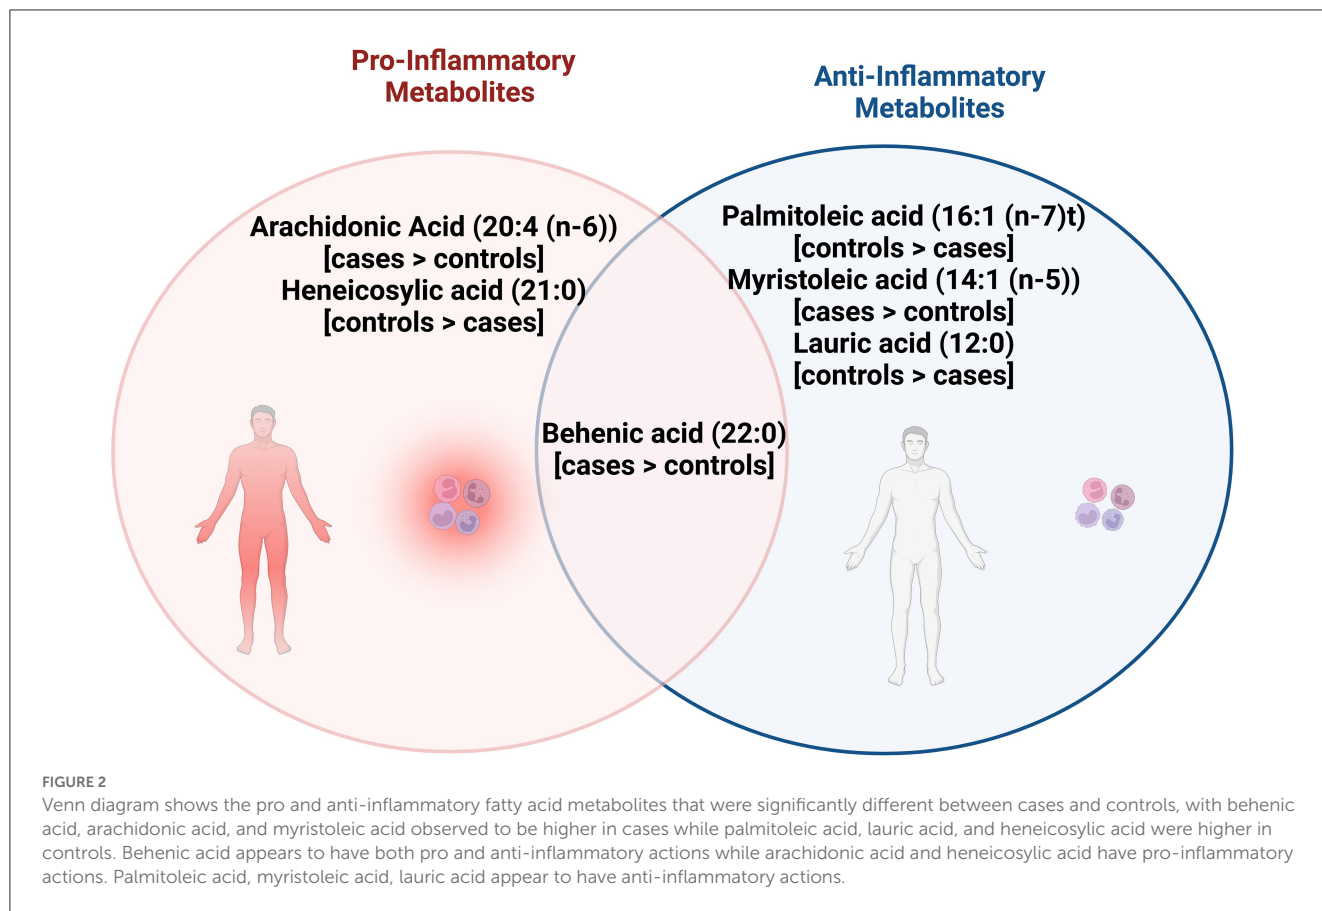 Pro-Inflammatory
Metabolites
Anti-Inflammatory
Metabolites
Arachidonic Acid (20:4 (n-6))
[cases > controls]
Heneicosylic acid (21:0)
[controls > cases]
Palmitoleic acid (16:1 (n-7)t)
[controls > cases]
Myristoleic acid (14:1 (n-5))
[cases > controls]
Lauric acid (12:0)
[controls > cases]
Behenic acid (22:0)
[cases > controls]
FIGURE 2
Venn diagram shows the pro and anti-inflammatory fatty acid metabolites that were significantly different between cases and controls, with behenic
acid, arachidonic acid, and myristoleic acid observed to be higher in cases while palmitoleic acid, lauric acid, and heneicosylic acid were higher in
controls. Behenic acid appears to have both pro and anti-inflammatory actions while arachidonic acid and heneicosylic acid have pro-inflammatory
actions. Palmitoleic acid, myristoleic acid, lauric acid appear to have anti-inflammatory actions.